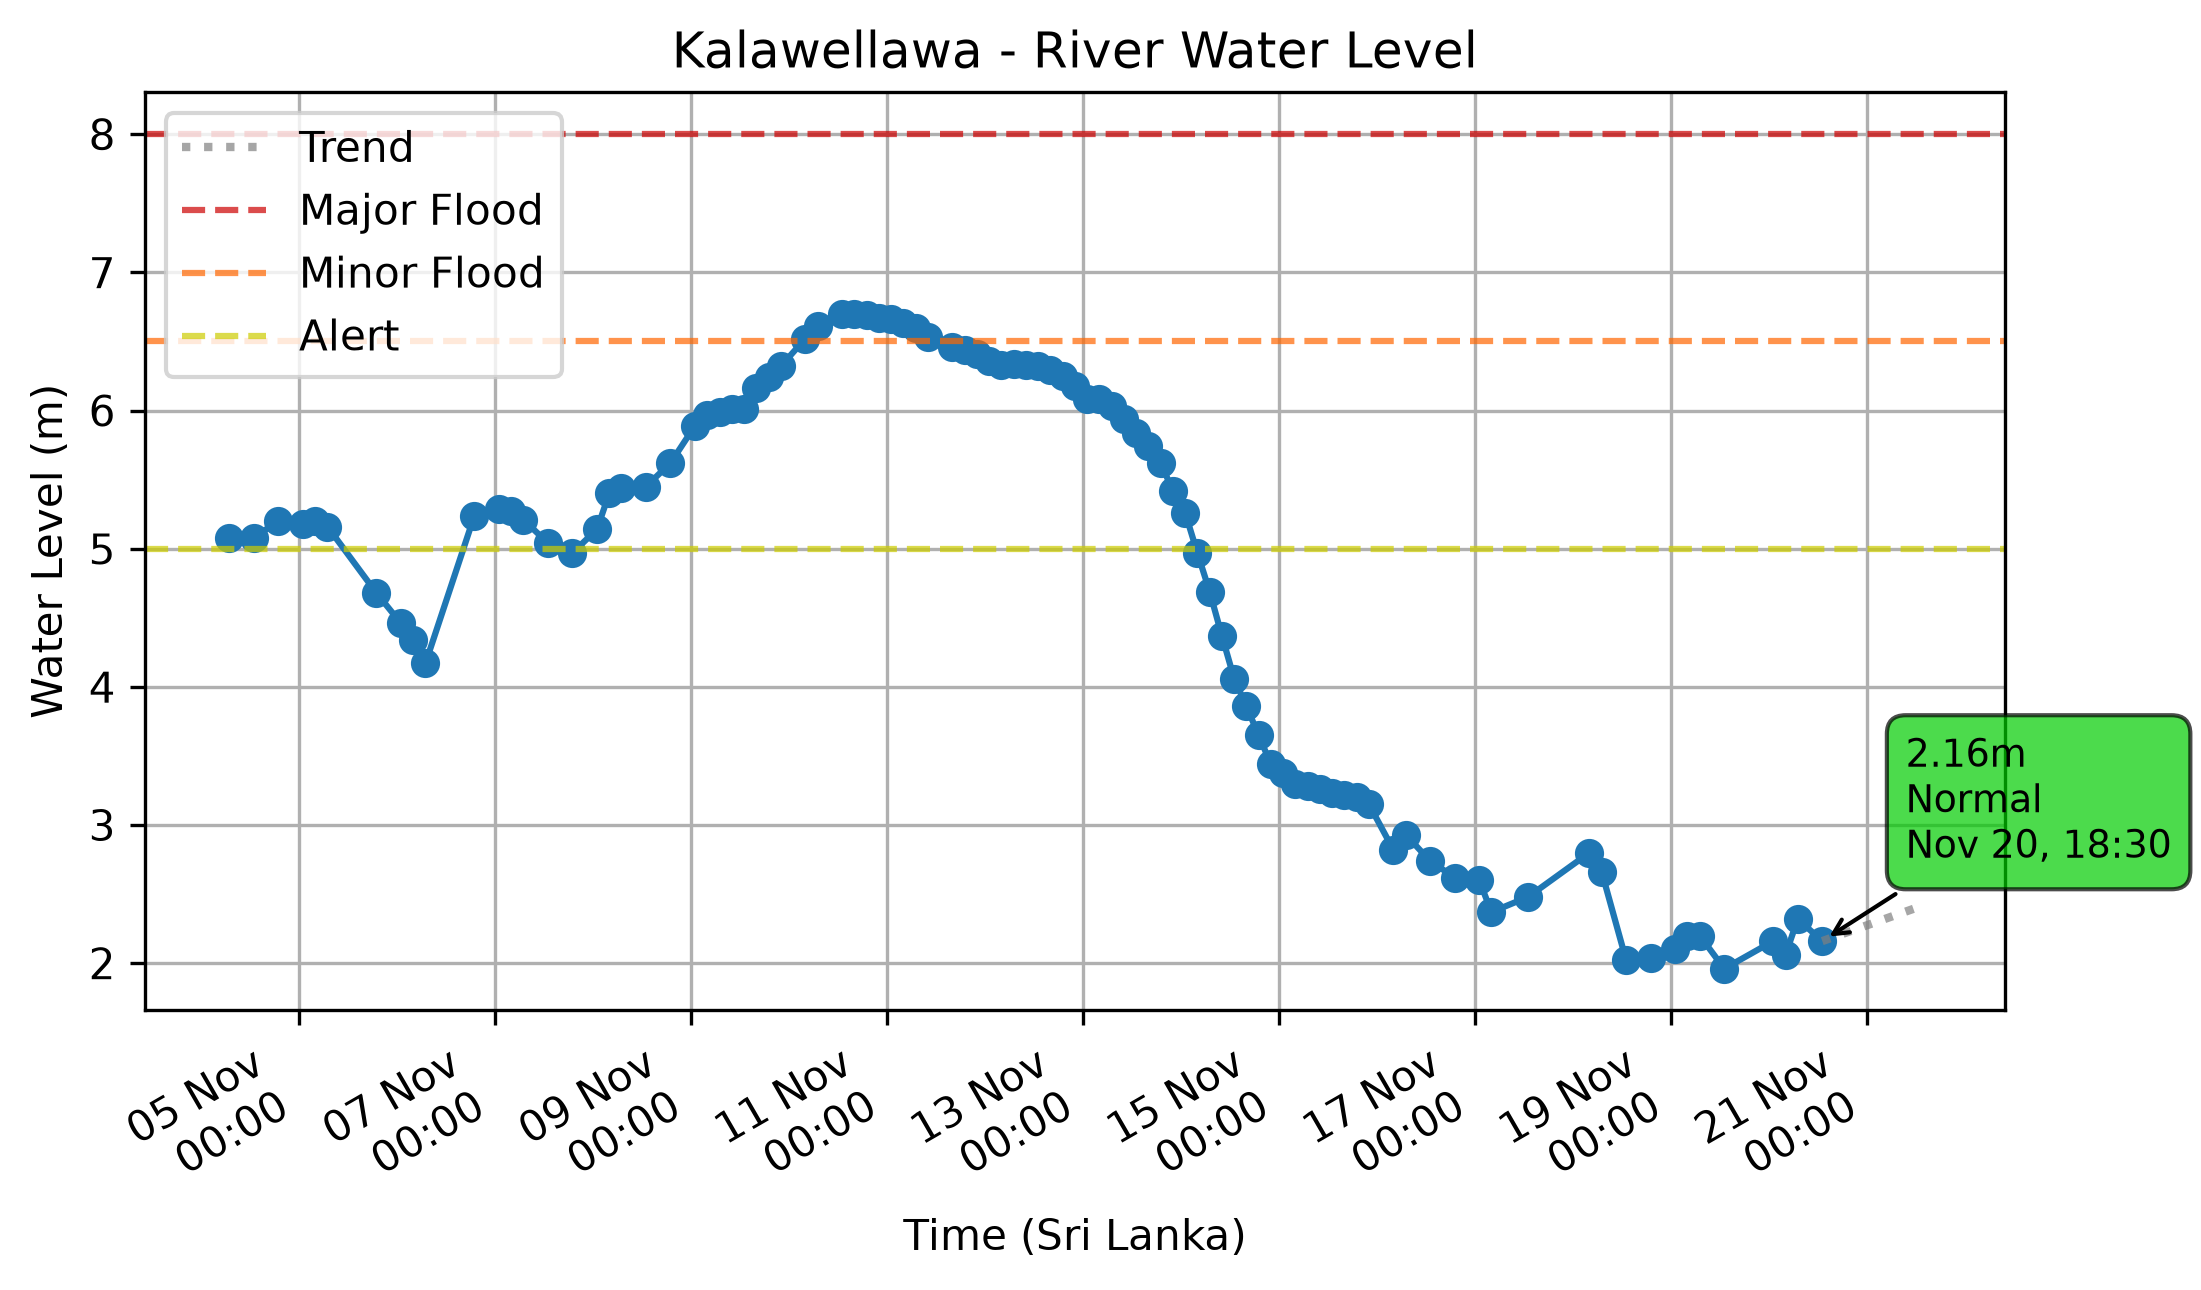 Kalawellawa - River Water Level
Trend
Major Flood
Minor Flood
Alert
8
7
6
5
4
3
2
Water Level (m)
2.16m
Normal
Nov 20, 18:30
05 Nov
00:00
07 Nov
00:00
09 Nov
00:00
11 Nov
00:00
13 Nov
00:00
15 Nov
00:00
17 Nov
00:00
19 Nov
00:00
21 Nov
00:00
Time (Sri Lanka)